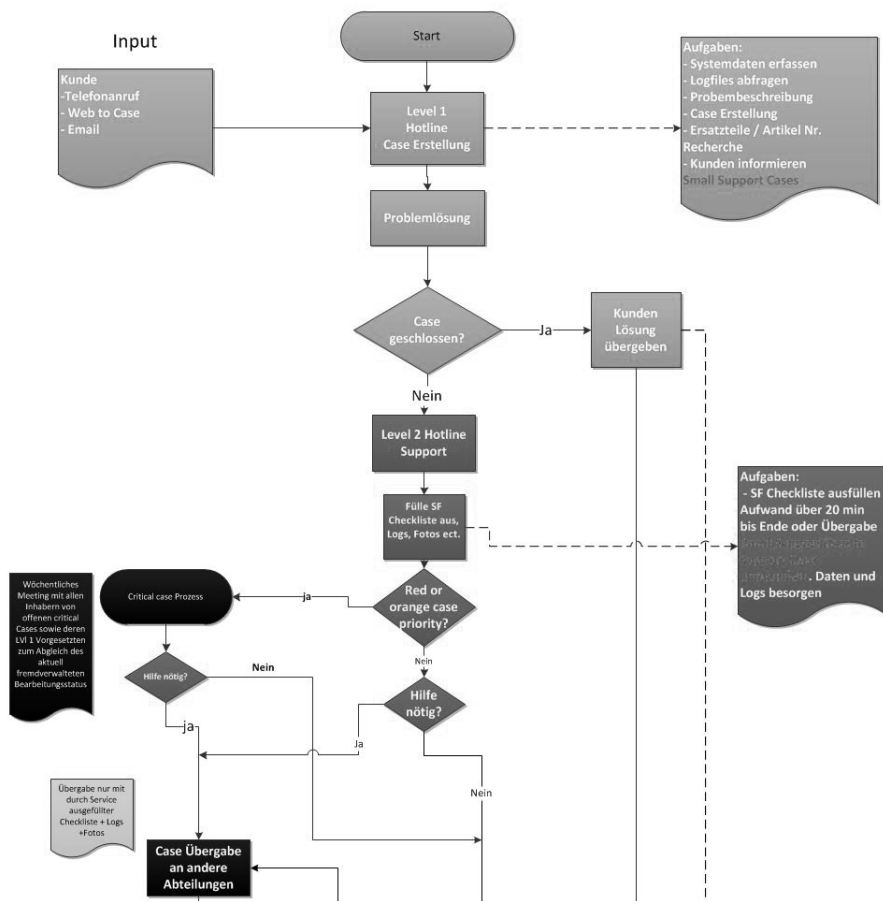 Input
Start
Kunde
-Telefonanruf
- Web to Case
- Email
Level 1
Hotline
Case Erstellung
Aufgaben:
- Systemdaten erfassen
- Logfiles abfragen
- Probembeschreibung
- Case Erstellung
- Ersatzteile / Artikel Nr.
Recherche
- Kunden informieren
Small Support Cases
Problemlösung
Case
geschlossen?
Ja
Kunden
Lösung
übergeben
Nein
Level 2 Hotline
Support
Fülle SF
Checkliste aus,
Logs, Fotos ect.
Aufgaben:
- SF Checkliste ausfüllen
Aufwand über 20 min
bis Ende oder Übergabe
. Daten und
Logs besorgen
Wöchentliches
Meeting mit allen
Inhabern von
offenen critical
Cases sowie deren
LVl 1 Vorgesetzten
zum Abgleich des
aktuell
fremdverwalteten
Bearbeitungsstatus
Critical case Prozess
ja
Red or
orange case
priority?
Nein
Hilfe nötig?
Nein
ja
Hilfe
nötig?
Ja
Nein
Übergabe nur mit
durch Service
ausgefüllter
Checkliste + Logs
+Fotos
Case Übergabe
an andere
Abteilungen